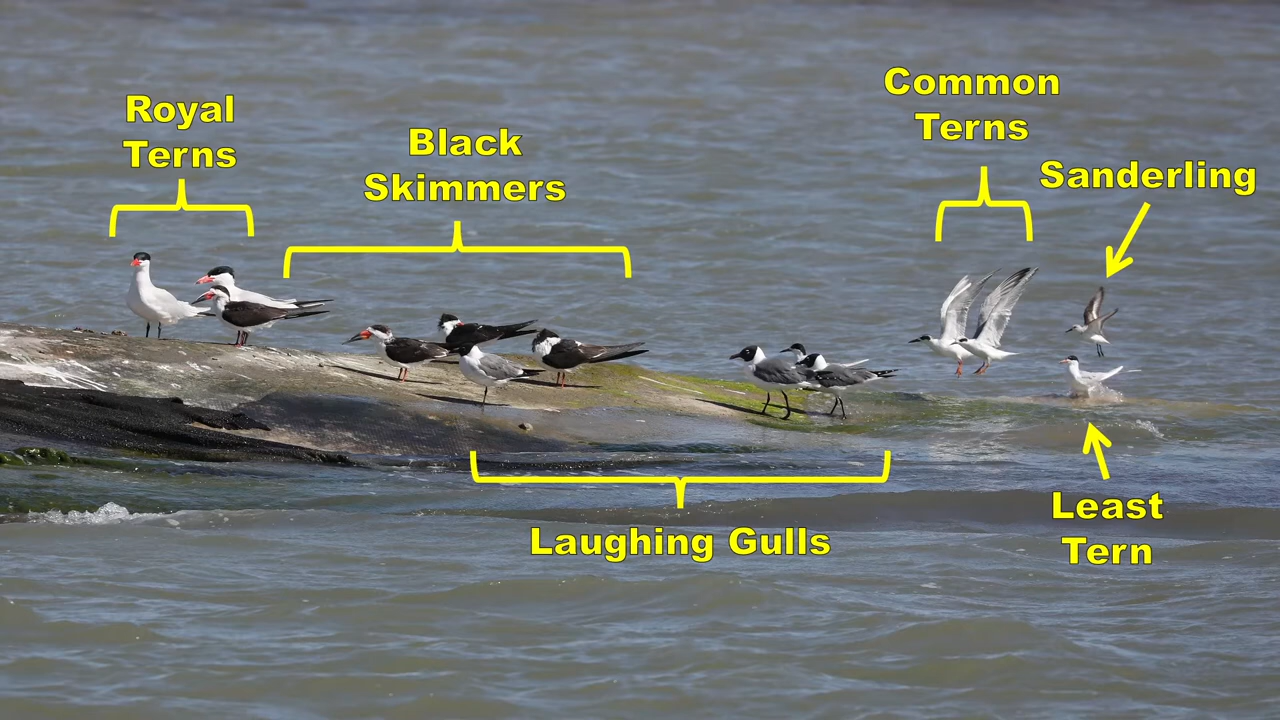 Royal
Terns
Black
Skimmers
Common
Terns
Sanderling
Laughing Gulls
Least
Tern